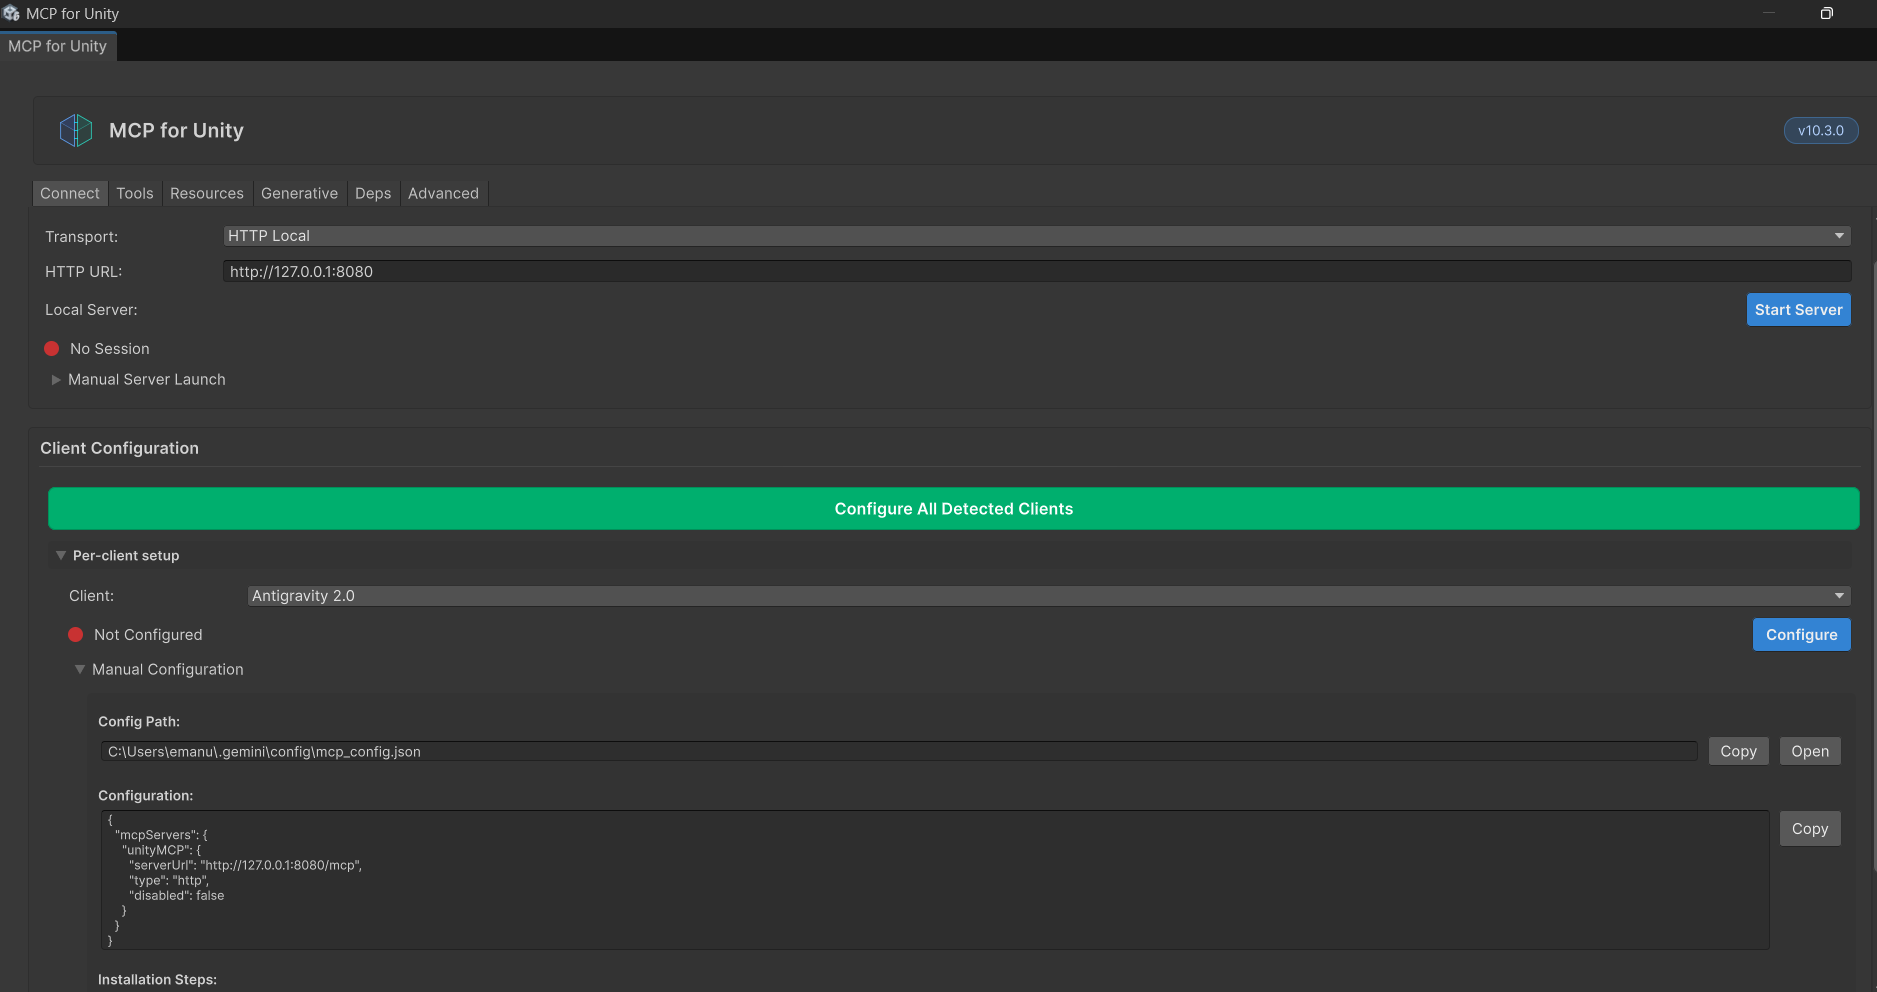 MCP for Unity
MCP for Unity
MCP for Unity
v10.3.0
Connect Tools Resources Generative Deps Advanced
Transport: HTTP Local
HTTP URL: http://127.0.0.1:8080
Local Server: Start Server
No Session
Manual Server Launch
Client Configuration
Configure All Detected Clients
Per-client setup
Client: Antigravity 2.0
Not Configured Configure
Manual Configuration
Config Path:
C:\Users\emanu\.gemini\config\mcp_config.json Copy Open
Configuration:
{
"mcpServers": {
"unityMCP": {
"serverUrl": "http://127.0.0.1:8080/mcp",
"type": "http",
"disabled": false
}
}
}
Copy
Installation Steps: